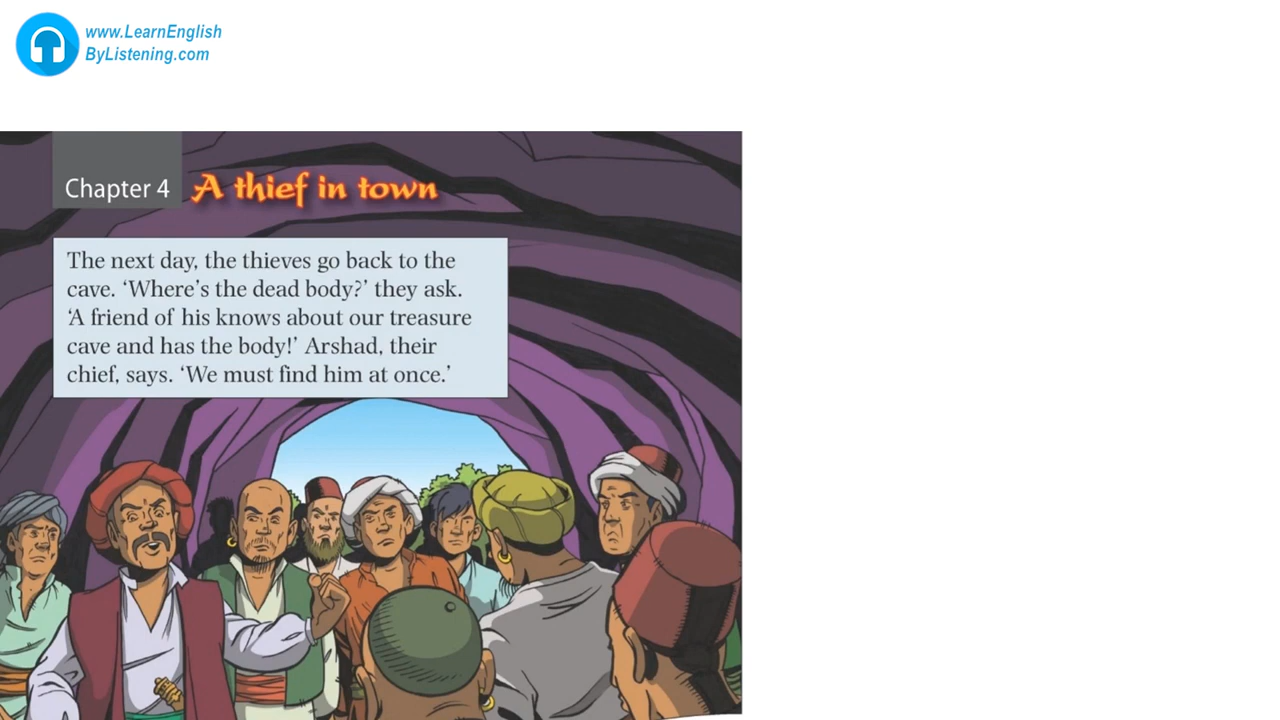 www.LearnEnglish
ByListening.com
Chapter 4 A thief in town
The next day, the thieves go back to the
cave. ‘Where’s the dead body?’ they ask.
‘A friend of his knows about our treasure
cave and has the body!’ Arshad, their
chief, says. ‘We must find him at once.’